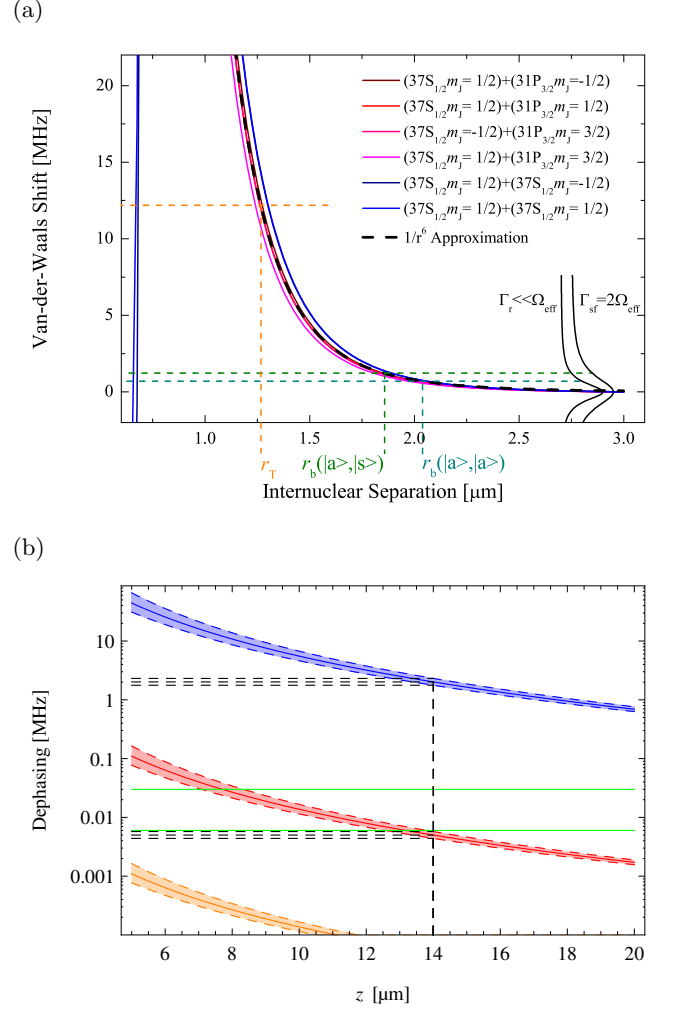 (a)
Van-der-Waals Shift [MHz]
20
15
10
5
0
(37S1/2mJ= 1/2)+(31P3/2mJ=-1/2)
(37S1/2mJ= 1/2)+(31P3/2mJ= 1/2)
(37S1/2mJ=-1/2)+(31P3/2mJ= 3/2)
(37S1/2mJ= 1/2)+(31P3/2mJ= 3/2)
(37S1/2mJ= 1/2)+(37S1/2mJ=-1/2)
(37S1/2mJ= 1/2)+(37S1/2mJ= 1/2)
1/r⁶ Approximation
Γr<<Ωeff Γsf=2Ωeff
1.0 1.5 2.0 2.5 3.0
rT rb(|a>,|s>) rb(|a>,|a>)
Internuclear Separation [μm]
(b)
Dephasing [MHz]
10
1
0.1
0.01
0.001
6 8 10 12 14 16 18 20
z [μm]